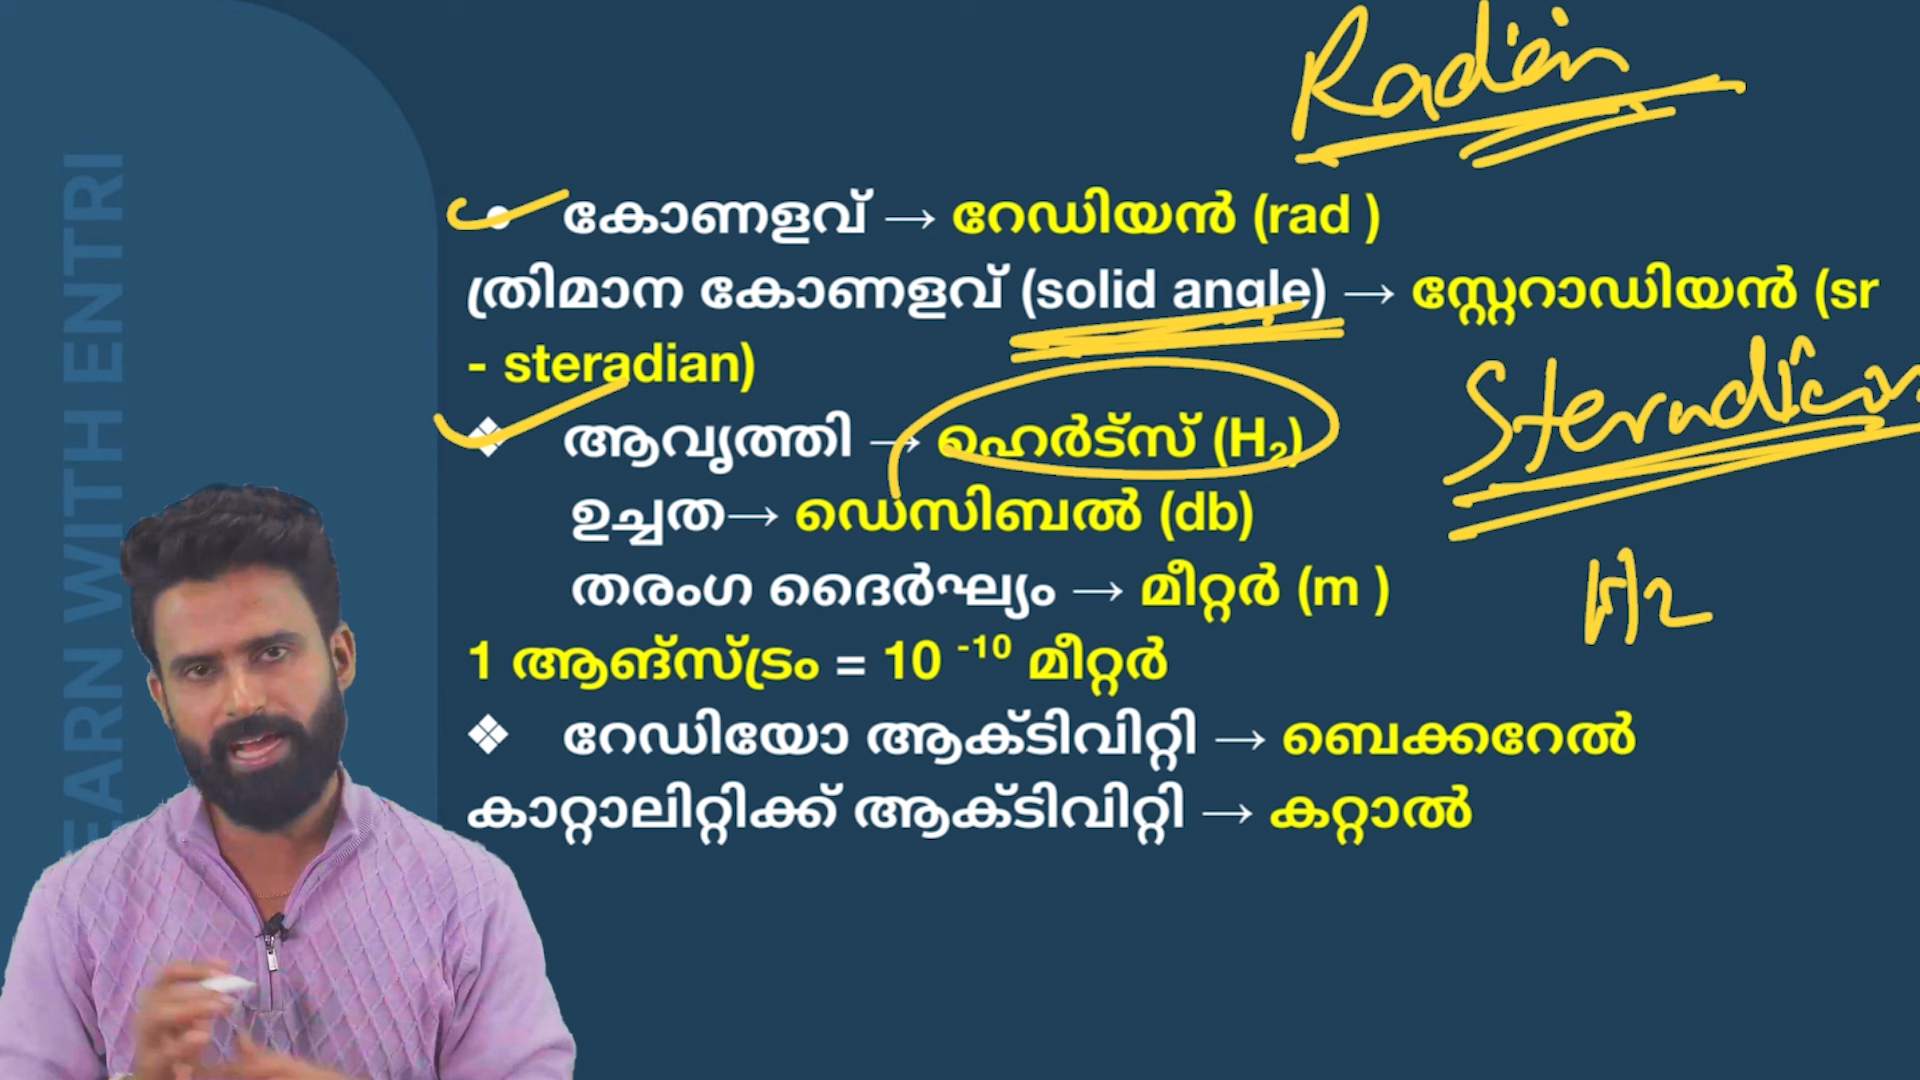 Radian
കോണളവ് → റേഡിയൻ (rad )
ത്രിമാന കോണളവ് (solid angle) → സ്റ്റേറാഡിയൻ (sr
- steradian)
Steradian
❖ ആവൃത്തി → ഹെർട്സ് (H₂)
ഉച്ചത→ ഡെസിബൽ (db)
തരംഗ ദൈർഘ്യം → മീറ്റർ (m )
Hz
1 ആങ്സ്ട്രം = 10 ⁻¹⁰ മീറ്റർ
❖ റേഡിയോ ആക്ടിവിറ്റി → ബെക്കറേൽ
കാറ്റാലിറ്റിക്ക് ആക്ടിവിറ്റി → കറ്റാൽ
EARN WITH ENTRI